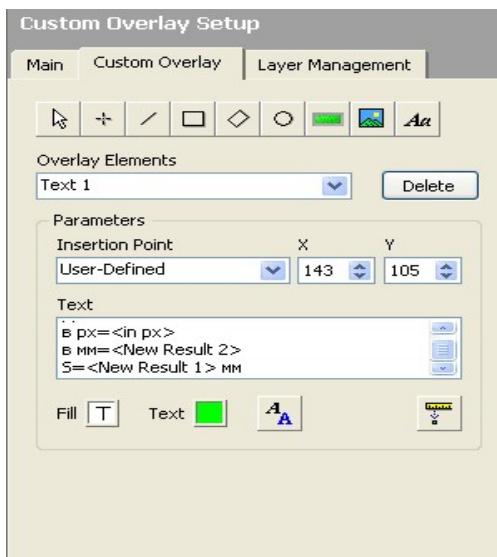 Custom Overlay Setup
Main Custom Overlay Layer Management
Aa
Overlay Elements
Text 1 Delete
Parameters
Insertion Point X Y
User-Defined 143 105
Text
в px=<in px>
в мм=<New Result 2>
S=<New Result 1> мм
Fill T Text AA